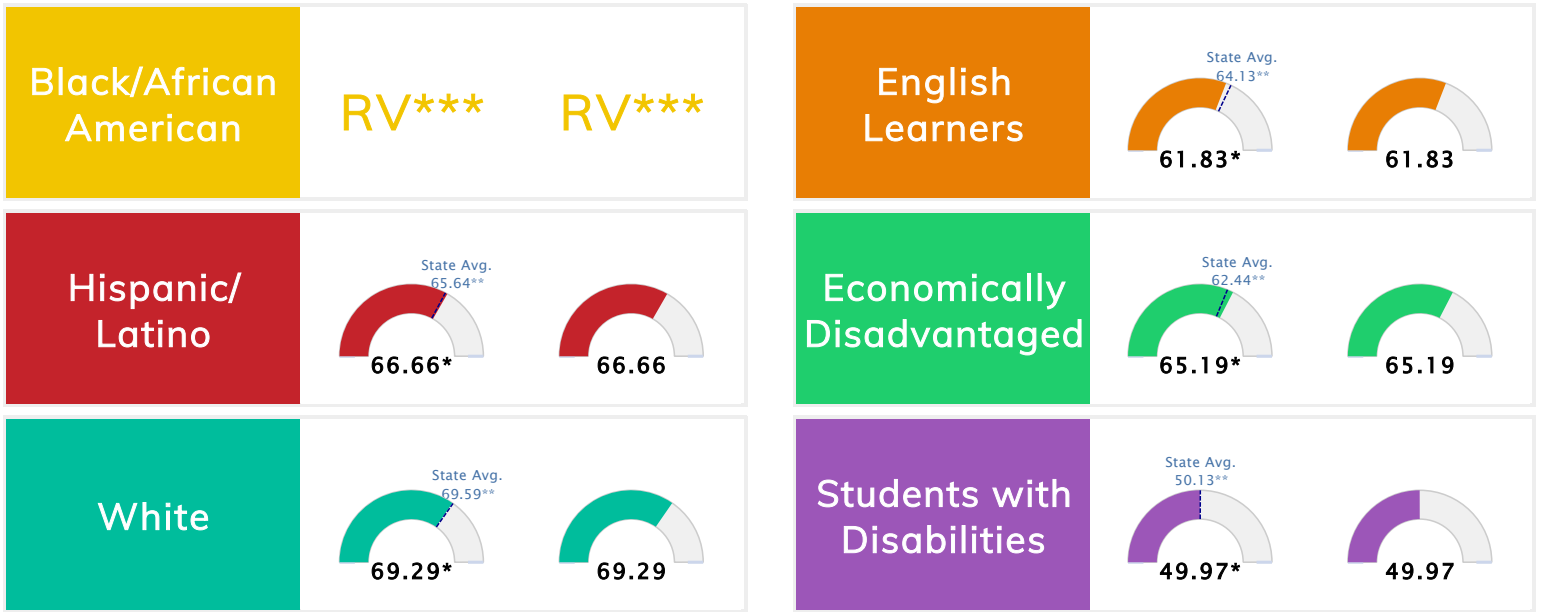 Black/African
American
RV*** RV***
English
Learners
State Avg.
64.13**
61.83* 61.83
Hispanic/
Latino
State Avg.
65.64**
66.66* 66.66
Economically
Disadvantaged
State Avg.
62.44**
65.19* 65.19
White
State Avg.
69.59**
69.29* 69.29
Students with
Disabilities
State Avg.
50.13**
49.97* 49.97